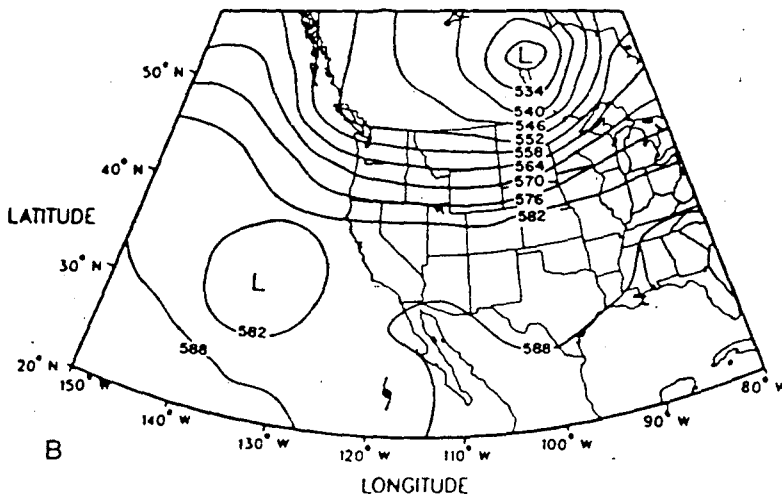 L
534
540
546
552
558
564
570
576
582
50° N
40° N
LATITUDE
30° N
L
582
588
588
20° N
150° W
140° W
130° W
120° W
110° W
100° W
90° W
80° W
B
LONGITUDE